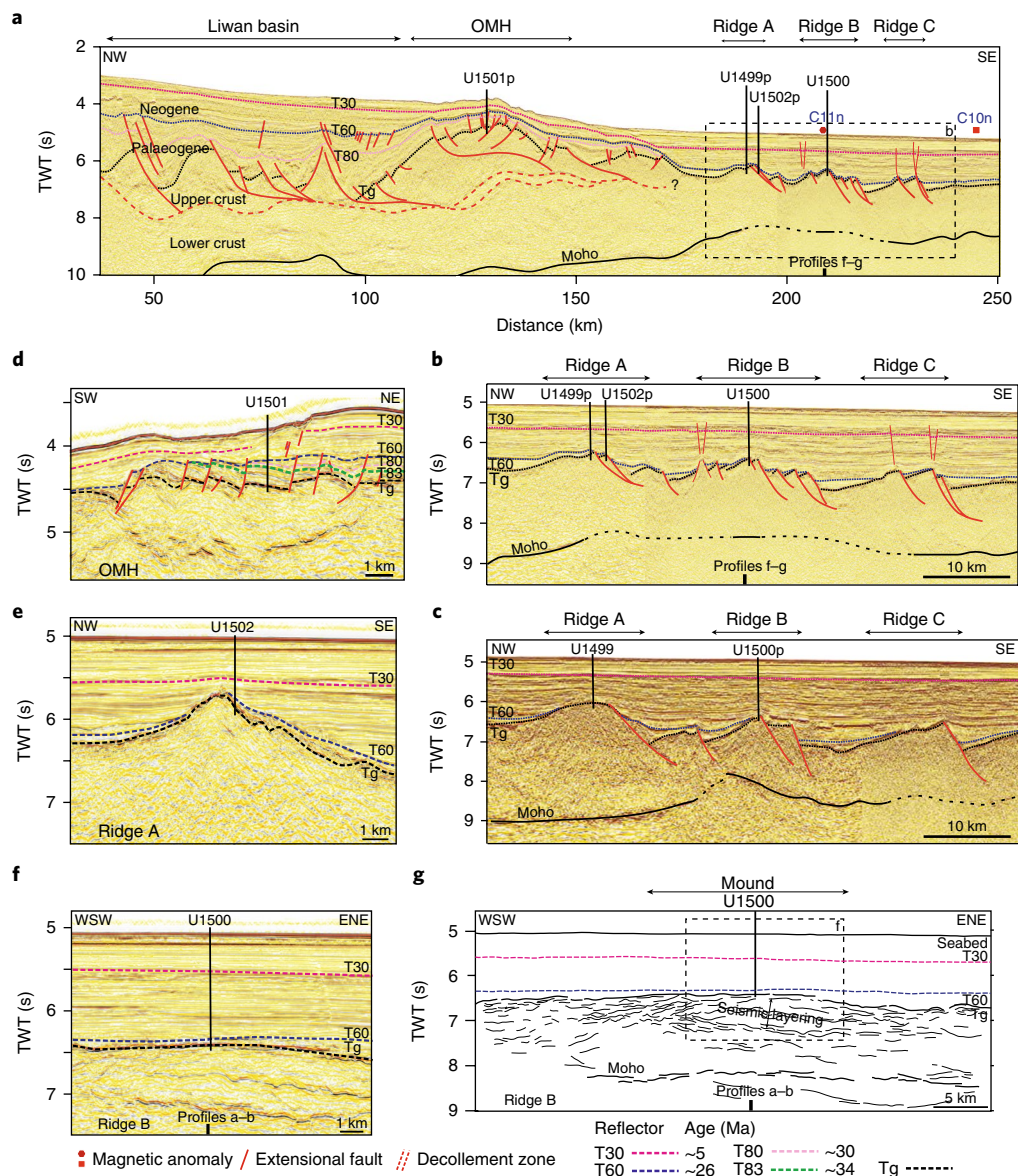 a
Liwan basin OMH Ridge A Ridge B Ridge C
NW SE
U1501p U1499p U1502p U1500
C11n C10n
b
T30
Neogene
T60
Palaeogene T80
Tg
Upper crust
?
Lower crust
Moho
Profiles f–g
TWT (s)
2
4
6
8
10
50 100 150 200 250
Distance (km)
d
SW NE
U1501
T30
T60
T80
T83
Tg
TWT (s)
4
5
OMH
1 km
b
Ridge A Ridge B Ridge C
NW SE
U1499p U1502p U1500
T30
T60
Tg
Moho
Profiles f–g
10 km
TWT (s)
5
6
7
8
9
e
NW SE
U1502
T30
T60
Tg
TWT (s)
5
6
7
Ridge A
1 km
c
Ridge A Ridge B Ridge C
NW SE
U1499 U1500p
T30
T60
Tg
Moho
10 km
TWT (s)
5
6
7
8
9
f
WSW ENE
U1500
T30
T60
Tg
TWT (s)
5
6
7
Ridge B
Profiles a–b
1 km
g
Mound
U1500
WSW ENE
f
Seabed
T30
T60
Tg
Seismic layering
Moho
Profiles a–b
Ridge B
5 km
TWT (s)
5
6
7
8
9
Magnetic anomaly Extensional fault Decollement zone
Reflector Age (Ma)
T30 ~5 T80 ~30
T60 ~26 T83 ~34 Tg